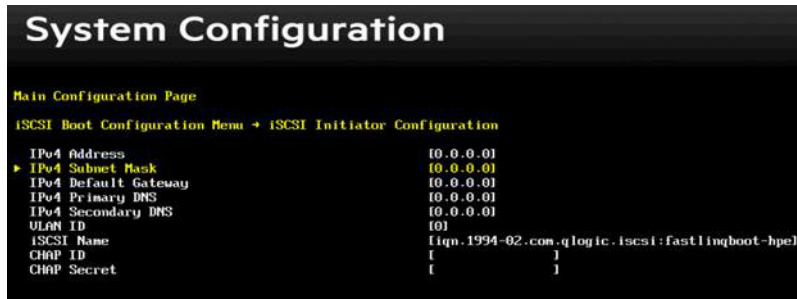 System Configuration
Main Configuration Page
iSCSI Boot Configuration Menu → iSCSI Initiator Configuration
IPv4 Address [0.0.0.0]
▶ IPv4 Subnet Mask [0.0.0.0]
IPv4 Default Gateway [0.0.0.0]
IPv4 Primary DNS [0.0.0.0]
IPv4 Secondary DNS [0.0.0.0]
VLAN ID [0]
iSCSI Name [iqn.1994-02.com.qlogic.iscsi:fastlinqboot-hpe]
CHAP ID [ ]
CHAP Secret [ ]